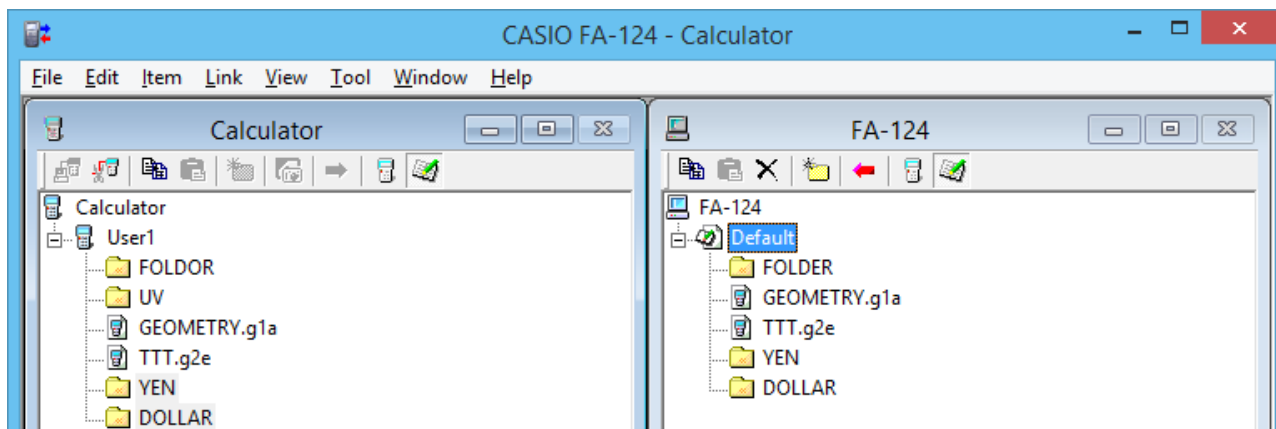 CASIO FA-124 - Calculator
File Edit Item Link View Tool Window Help
Calculator
Calculator
User1
FOLDOR
UV
GEOMETRY.g1a
TTT.g2e
YEN
DOLLAR
FA-124
FA-124
Default
FOLDER
GEOMETRY.g1a
TTT.g2e
YEN
DOLLAR